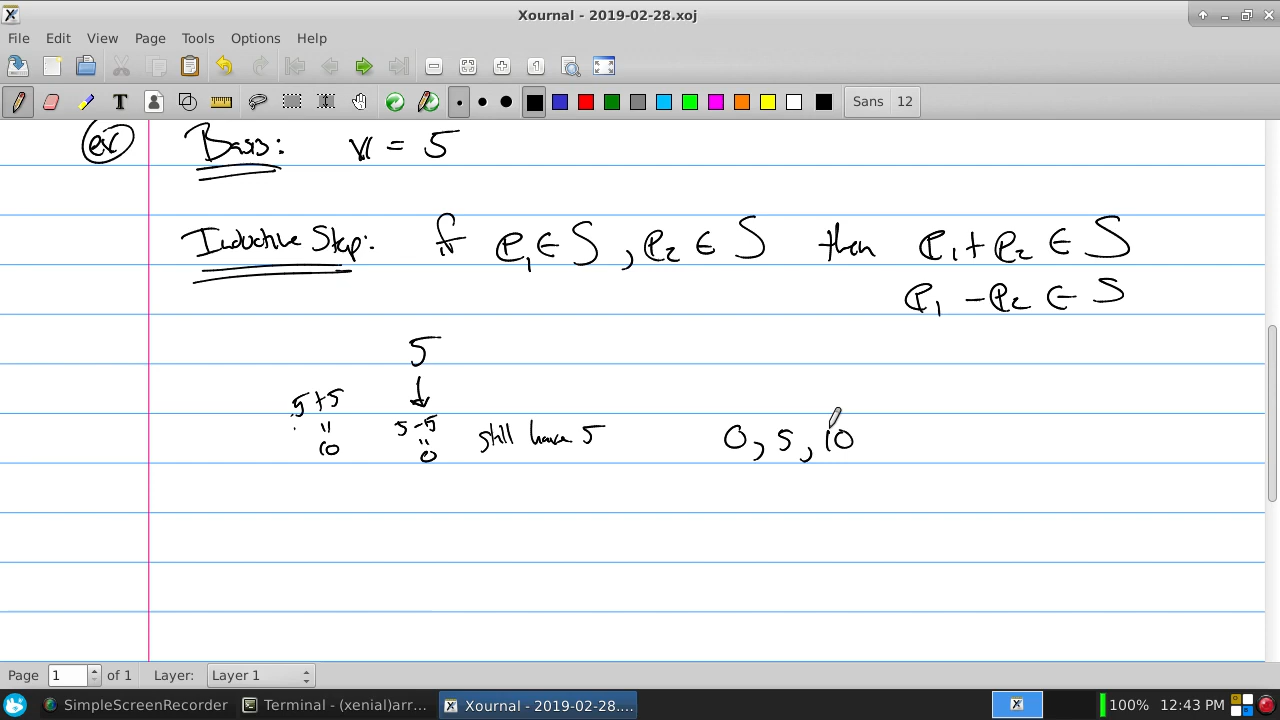 Xournal - 2019-02-28.xoj
File Edit View Page Tools Options Help
Sans 12
ex Basis: n = 5
Inductive Step: if e₁ ∈ S, e₂ ∈ S then e₁ + e₂ ∈ S
e₁ - e₂ ∈ S
5
↓
5+5 5-5
= =
10 0
still have 5 0, 5, 10
Page 1 of 1 Layer: Layer 1
SimpleScreenRecorder Terminal - (xenial)arr... Xournal - 2019-02-28.... 100% 12:43 PM